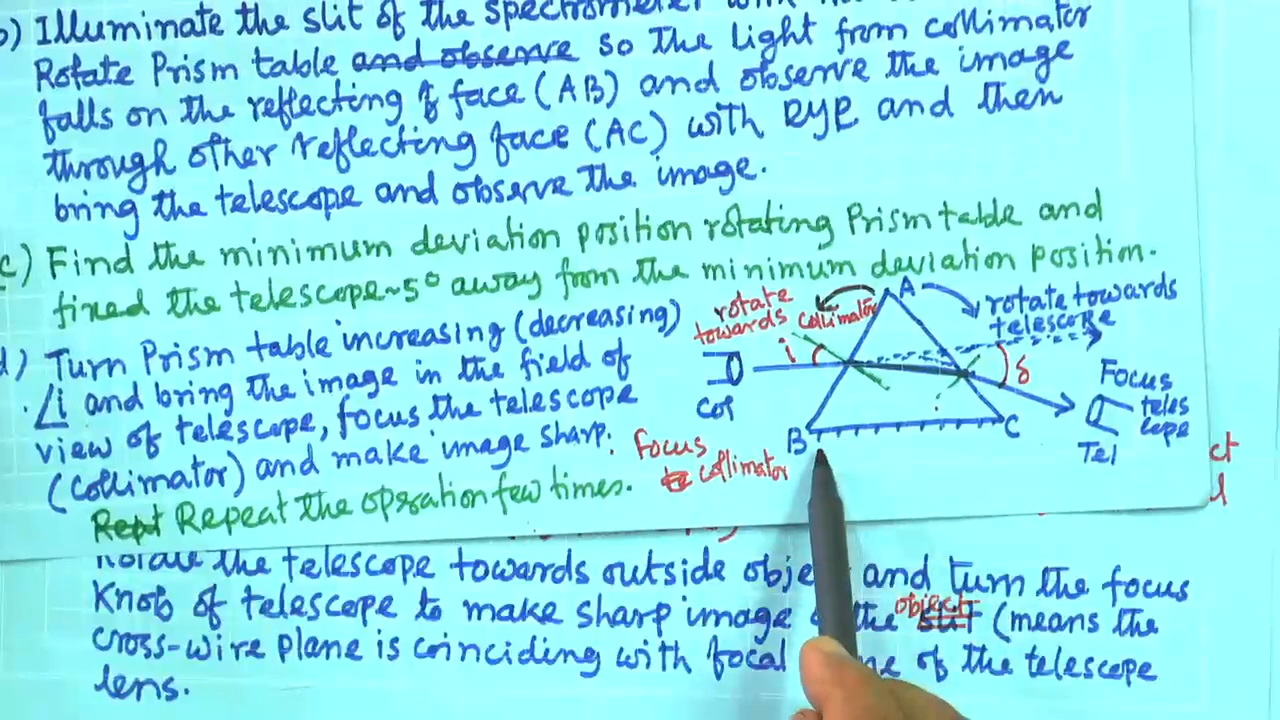 b) Illuminate the slit of the spectrometer
Rotate Prism table and observe so the light from collimator
falls on the reflecting face (AB) and observe the image
through other reflecting face (AC) with eye and then
bring the telescope and observe the image.
c) Find the minimum deviation position rotating Prism table and
fixed the telescope ~5° away from the minimum deviation position.
d) Turn Prism table increasing (decreasing)
∠i and bring the image in the field of
view of telescope, focus the telescope
(collimator) and make image sharp.
Rept Repeat the opration few times.
rotate
towards
collimator
A
rotate towards
telescope
i
δ
Col
Focus
teles
cope
Tel
B
C
Focus
collimator
ct
Rotate the telescope towards outside and turn the focus
Knob of telescope to make sharp image the object slit (means the
cross-wire plane is coinciding with focal of the telescope
lens.